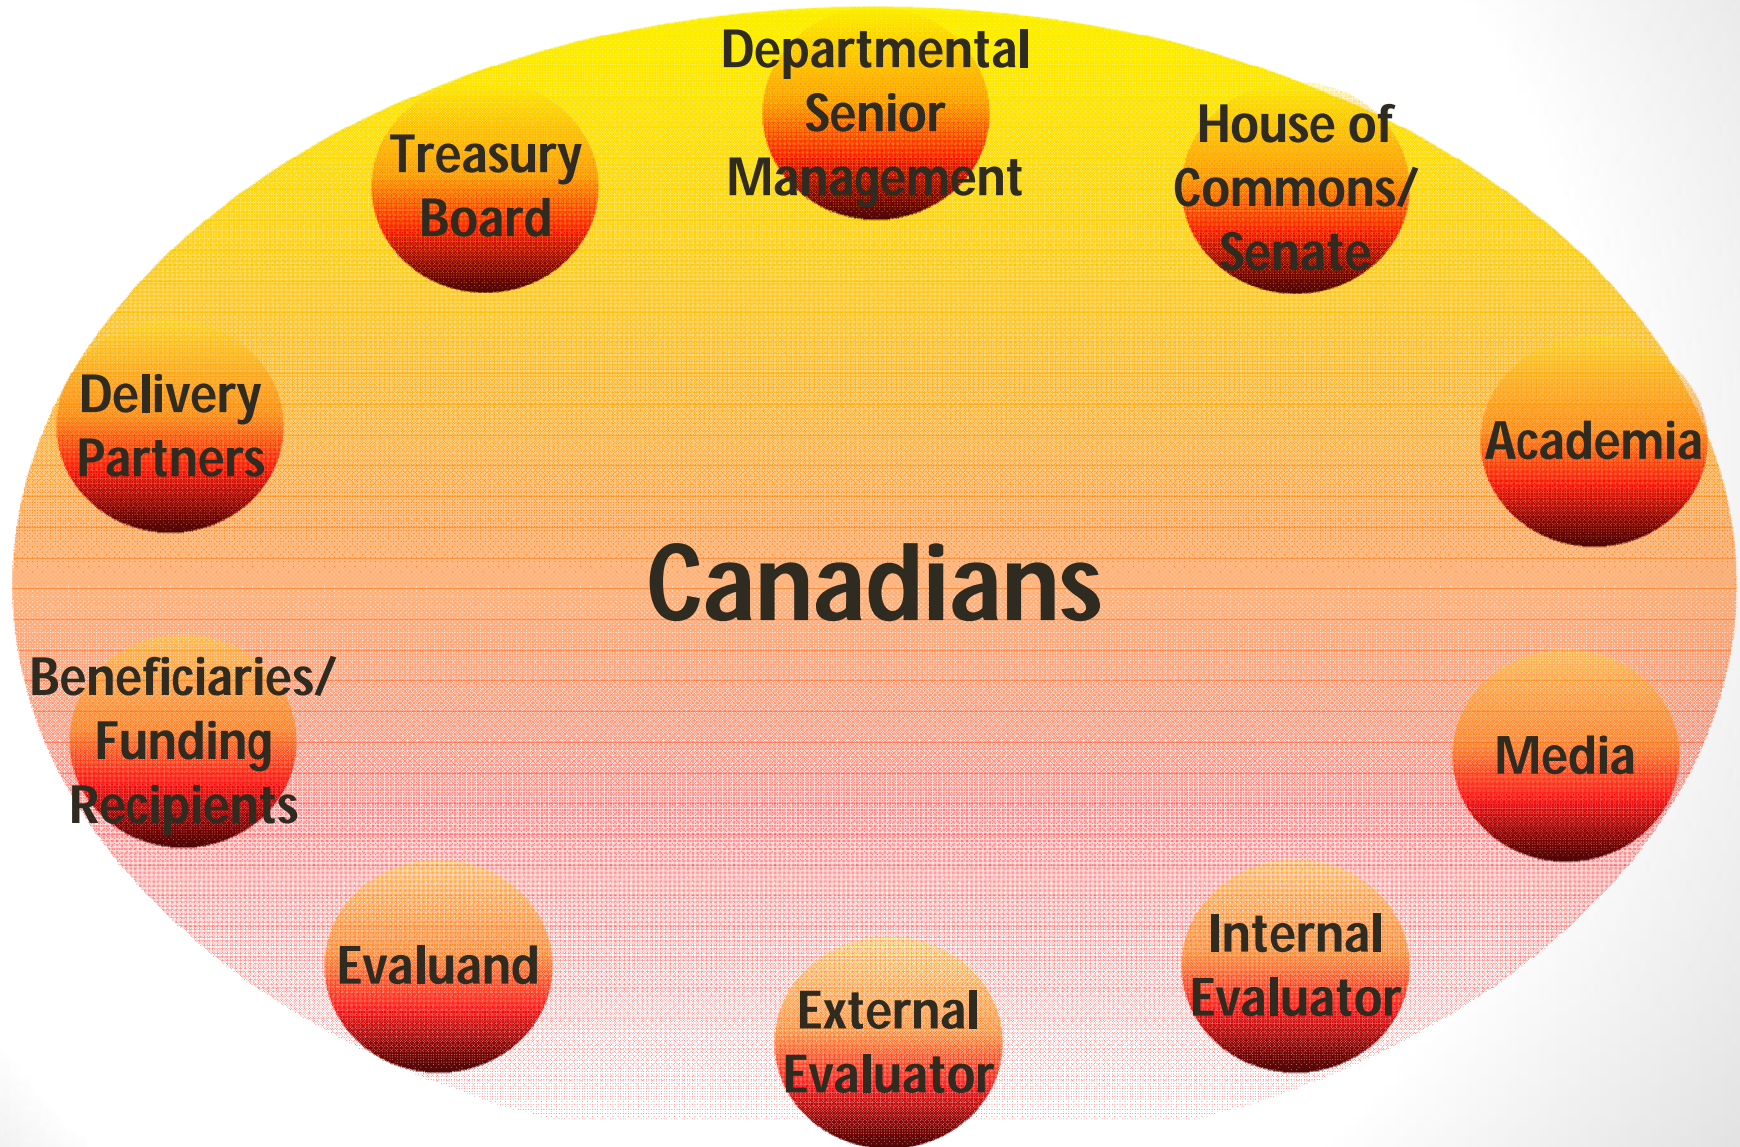 Departmental
Senior
Management
Treasury
Board
House of
Commons/
Senate
Delivery
Partners
Academia
Canadians
Beneficiaries/
Funding
Recipients
Media
Evaluand
Internal
Evaluator
External
Evaluator